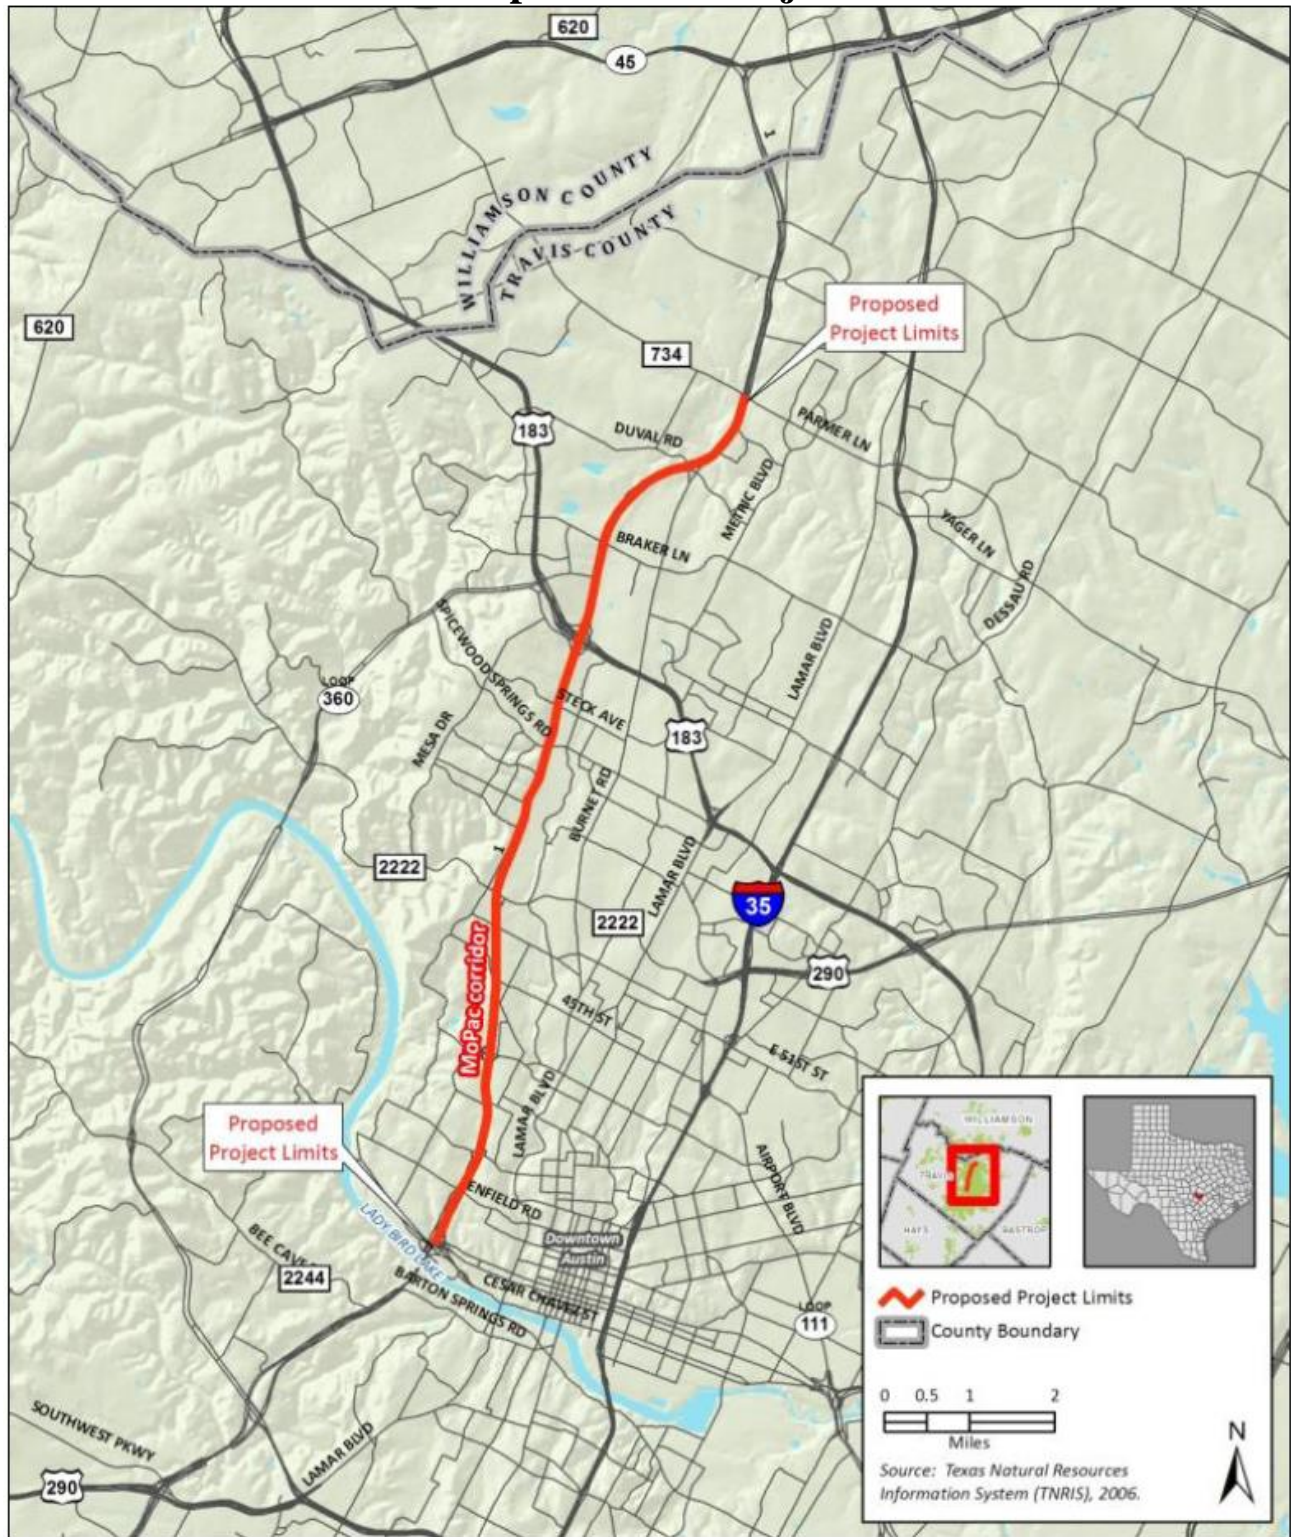 620
45
1
WILLIAMSON COUNTY
TRAVIS COUNTY
620
Proposed
Project Limits
734
183
DUVAL RD
PARMER LN
METRIC BLVD
BRAKER LN
YAGER LN
DESSAU RD
SPICEWOOD SPRINGS RD
LAMAR BLVD
LOOP
360
STECK AVE
MESA DR
183
BURNET RD
1
2222
LAMAR BLVD
35
2222
MoPac corridor
290
45TH ST
E 51ST ST
LAMAR BLVD
Proposed
Project Limits
AIRPORT BLVD
ENFIELD RD
LADY BIRD LAKE
Downtown
Austin
BEE CAVE
2244
CESAR CHAVEZ ST
BARTON SPRINGS RD
LOOP
111
SOUTHWEST PKWY
LAMAR BLVD
290
WILLIAMSON
TRAVIS
HAYS
BASTROP
Proposed Project Limits
County Boundary
0 0.5 1 2
Miles
N
Source: Texas Natural Resources
Information System (TNRIS), 2006.